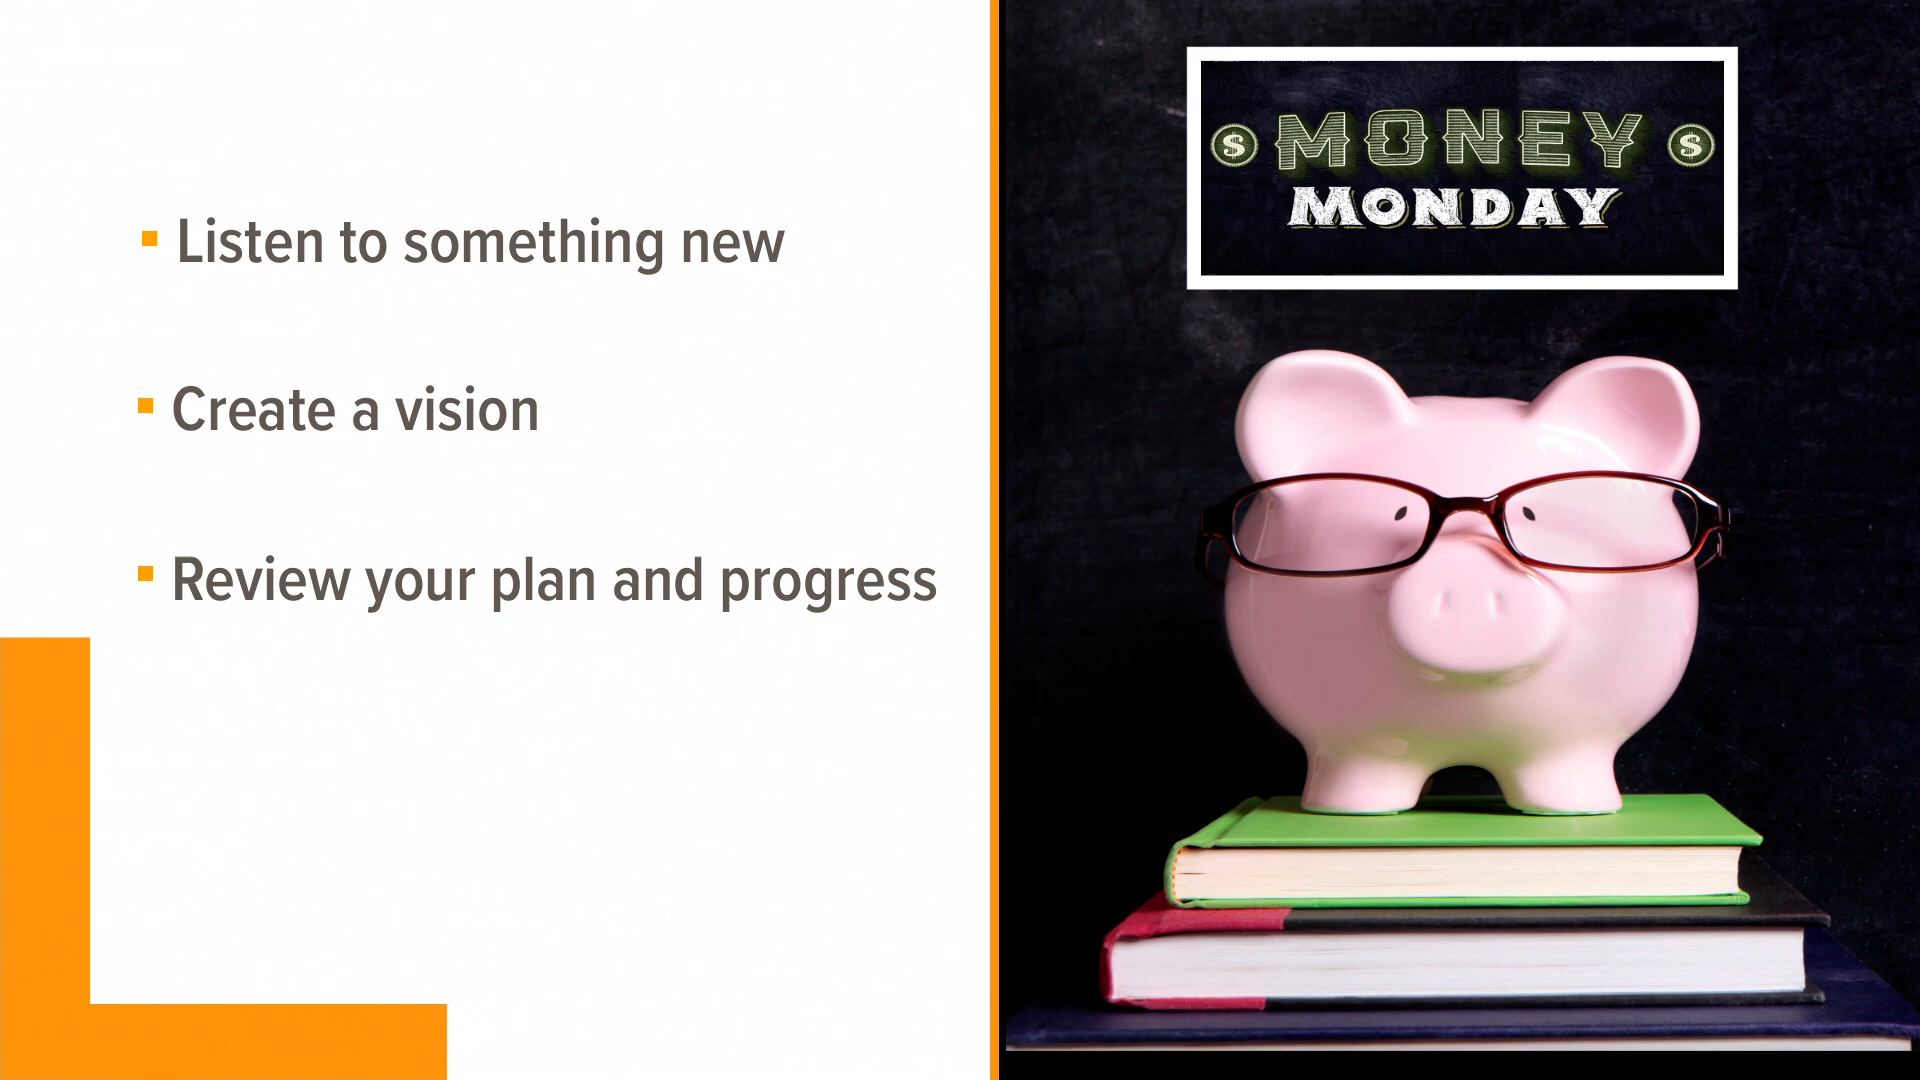 Listen to something new
Create a vision
Review your plan and progress
$ MONEY $
MONDAY